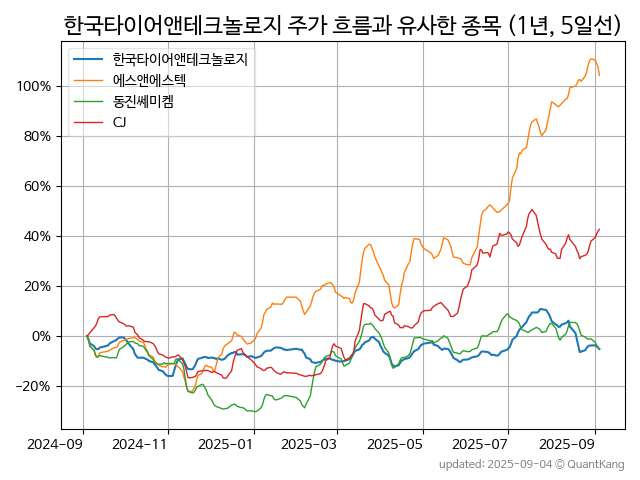 한국타이어앤테크놀로지 주가 흐름과 유사한 종목 (1년, 5일선)
한국타이어앤테크놀로지
에스앤에스텍
동진쎄미켐
CJ
100%
80%
60%
40%
20%
0%
−20%
2024-09
2024-11
2025-01
2025-03
2025-05
2025-07
2025-09
updated: 2025-09-04 © QuantKang